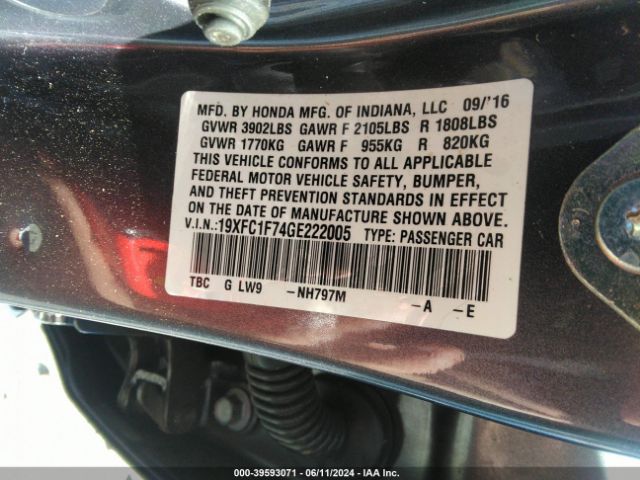 MFD. BY HONDA MFG. OF INDIANA, LLC 09/'16
GVWR 3902LBS GAWR F 2105LBS R 1808LBS
GVWR 1770KG GAWR F 955KG R 820KG
THIS VEHICLE CONFORMS TO ALL APPLICABLE
FEDERAL MOTOR VEHICLE SAFETY, BUMPER,
AND THEFT PREVENTION STANDARDS IN EFFECT
ON THE DATE OF MANUFACTURE SHOWN ABOVE.
V.I.N.:19XFC1F74GE222005 TYPE: PASSENGER CAR
TBC G LW9 -NH797M -A -E
000-39593071 - 06/11/2024 - IAA Inc.